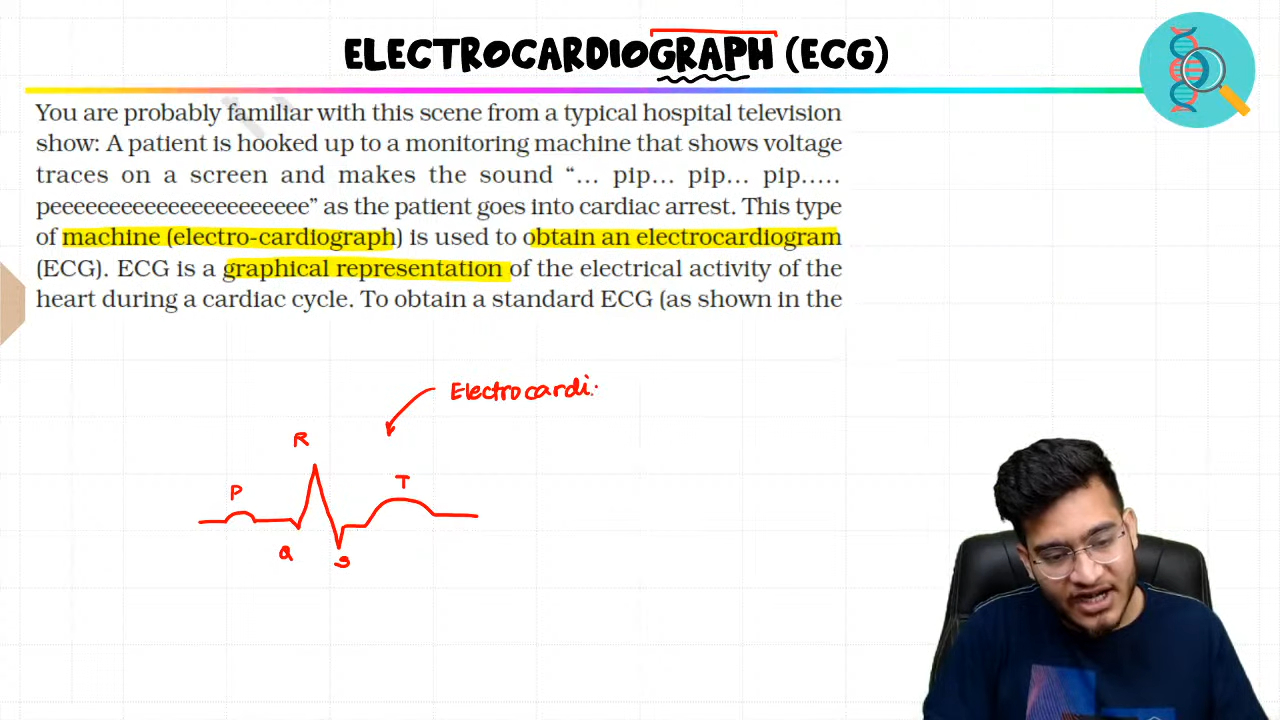 ELECTROCARDIOGRAPH (ECG)
You are probably familiar with this scene from a typical hospital television
show: A patient is hooked up to a monitoring machine that shows voltage
traces on a screen and makes the sound “... pip... pip... pip.....
peeeeeeeeeeeeeeeeeeeeee” as the patient goes into cardiac arrest. This type
of machine (electro-cardiograph) is used to obtain an electrocardiogram
(ECG). ECG is a graphical representation of the electrical activity of the
heart during a cardiac cycle. To obtain a standard ECG (as shown in the
Electrocardi
R
P
T
Q
S